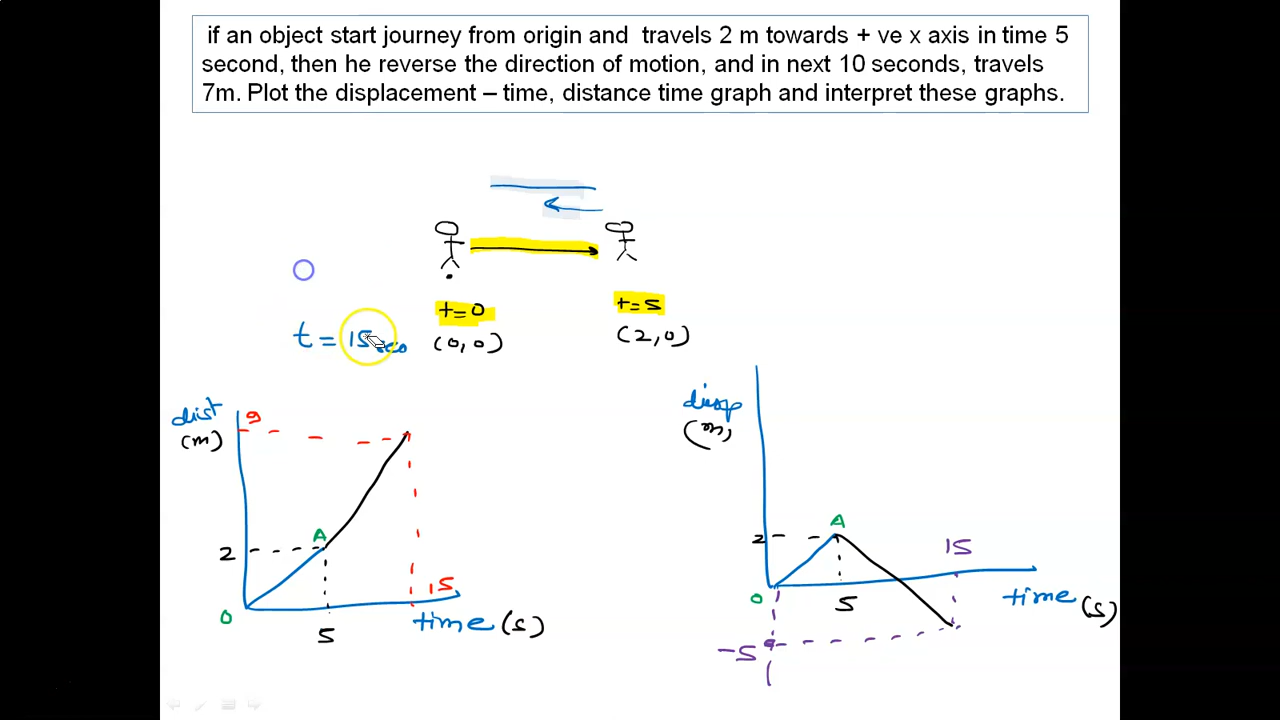 if an object start journey from origin and travels 2 m towards + ve x axis in time 5
second, then he reverse the direction of motion, and in next 10 seconds, travels
7m. Plot the displacement – time, distance time graph and interpret these graphs.
t=0
t=5
t = 15 sec
(0,0)
(2,0)
dist
(m)
9
A
2
O
5
15
time (s)
disp
(m)
A
2
15
O
5
time (s)
-5